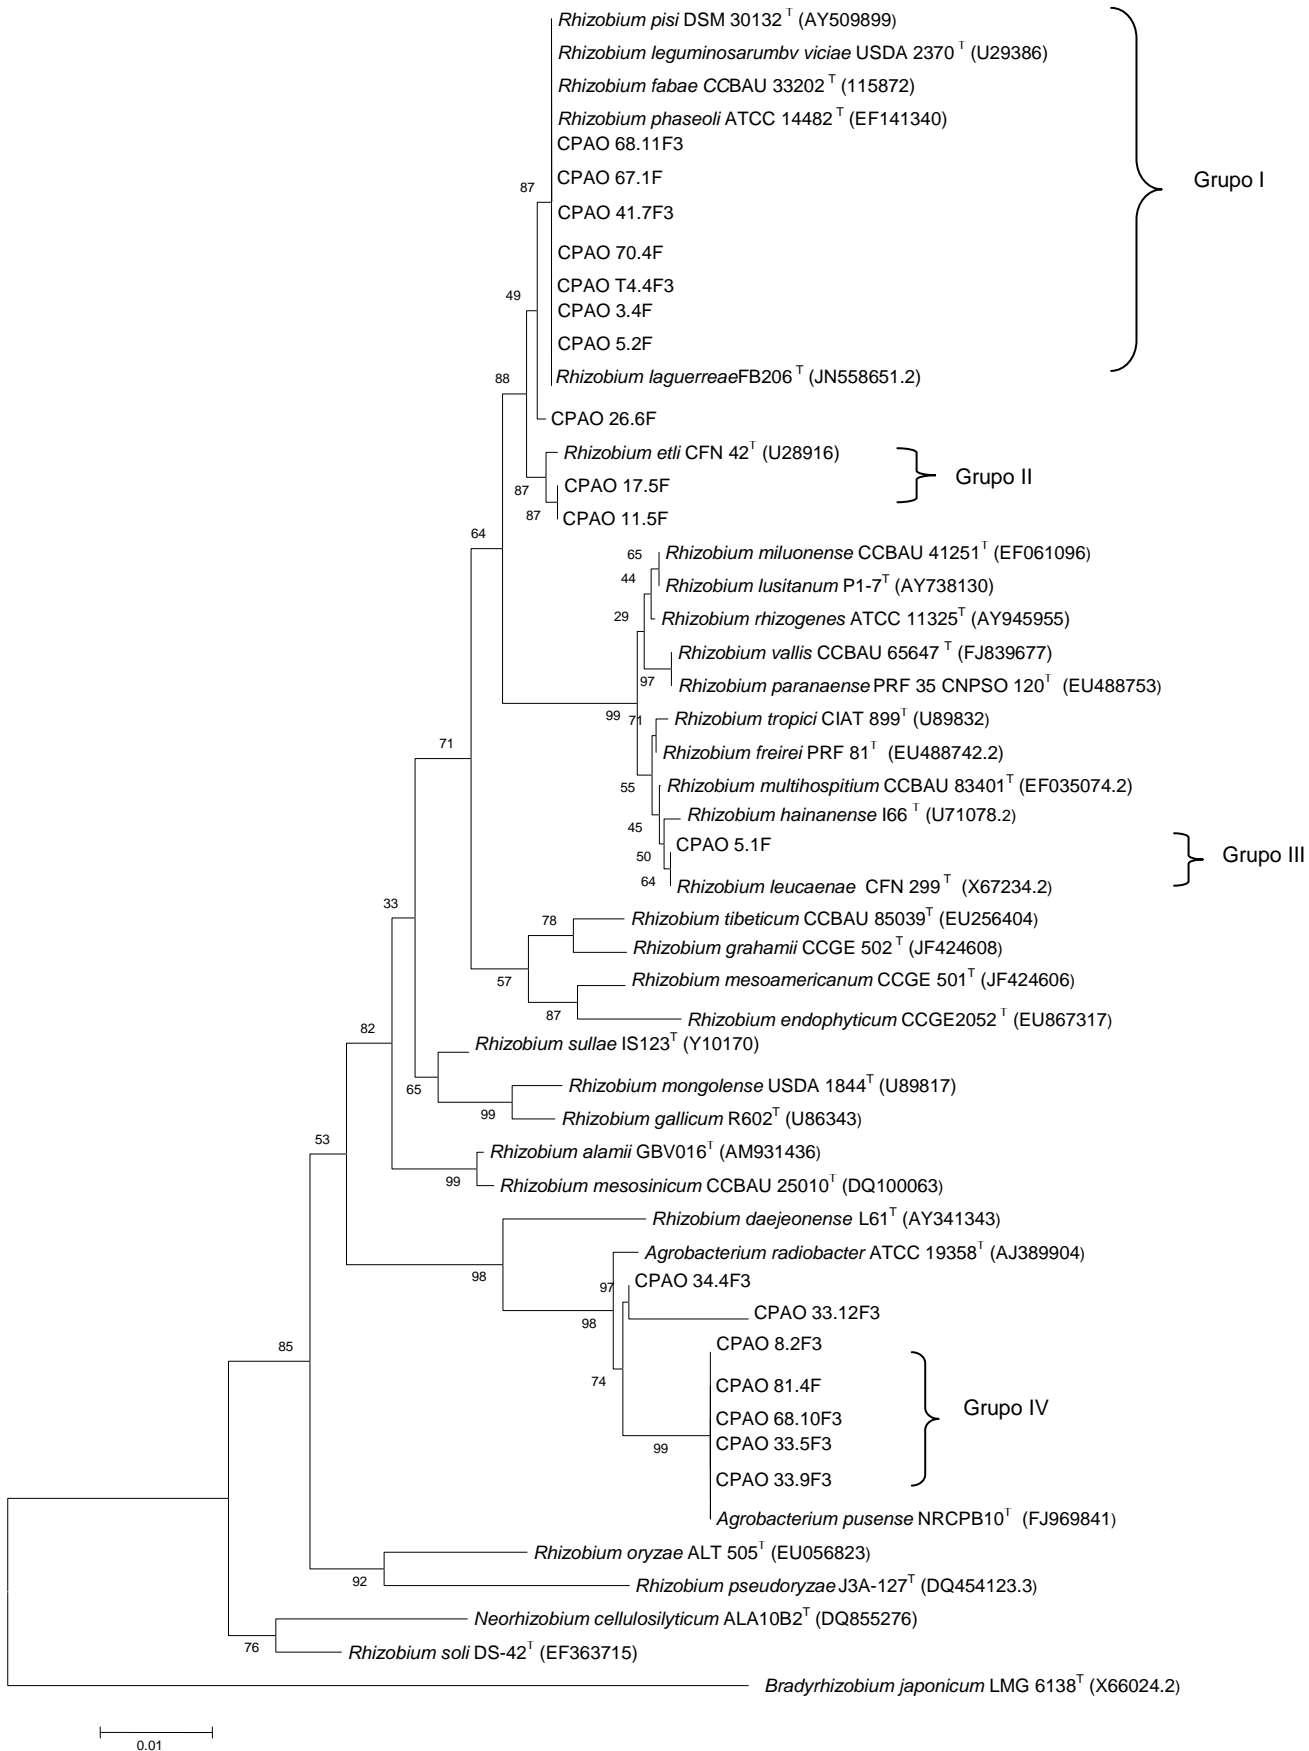 Rhizobium pisi DSM 30132 T (AY509899)
Rhizobium leguminosarumbv viciae USDA 2370 T (U29386)
Rhizobium fabae CCBAU 33202 T (115872)
Rhizobium phaseoli ATCC 14482 T (EF141340)
CPAO 68.11F3
CPAO 67.1F
87
Grupo I
CPAO 41.7F3
CPAO 70.4F
CPAO T4.4F3
49
CPAO 3.4F
CPAO 5.2F
Rhizobium laguerreaeFB206 T (JN558651.2)
88
CPAO 26.6F
Rhizobium etli CFN 42T (U28916)
Grupo II
CPAO 17.5F
87
CPAO 11.5F
87
64
Rhizobium miluonense CCBAU 41251T (EF061096)
65
Rhizobium lusitanum P1-7T (AY738130)
44
Rhizobium rhizogenes ATCC 11325T (AY945955)
29
Rhizobium vallis CCBAU 65647 T (FJ839677)
97
Rhizobium paranaense PRF 35 CNPSO 120T (EU488753)
99
71
Rhizobium tropici CIAT 899T (U89832)
71
Rhizobium freirei PRF 81T (EU488742.2)
55
Rhizobium multihospitium CCBAU 83401T (EF035074.2)
Rhizobium hainanense I66 T (U71078.2)
45
CPAO 5.1F
50
Grupo III
64
Rhizobium leucaenae CFN 299T (X67234.2)
33
Rhizobium tibeticum CCBAU 85039T (EU256404)
78
Rhizobium grahamii CCGE 502 T (JF424608)
57
Rhizobium mesoamericanum CCGE 501T (JF424606)
87
Rhizobium endophyticum CCGE2052 T (EU867317)
82
Rhizobium sullae IS123T (Y10170)
65
Rhizobium mongolense USDA 1844T (U89817)
99
Rhizobium gallicum R602T (U86343)
53
Rhizobium alamii GBV016T (AM931436)
99
Rhizobium mesosinicum CCBAU 25010T (DQ100063)
Rhizobium daejeonense L61T (AY341343)
Agrobacterium radiobacter ATCC 19358T (AJ389904)
98
CPAO 34.4F3
97
CPAO 33.12F3
98
CPAO 8.2F3
85
74
CPAO 81.4F
Grupo IV
CPAO 68.10F3
CPAO 33.5F3
99
CPAO 33.9F3
Agrobacterium pusense NRCPB10T (FJ969841)
Rhizobium oryzae ALT 505T (EU056823)
92
Rhizobium pseudoryzae J3A-127T (DQ454123.3)
Neorhizobium cellulosilyticum ALA10B2T (DQ855276)
76
Rhizobium soli DS-42T (EF363715)
Bradyrhizobium japonicum LMG 6138T (X66024.2)
0.01